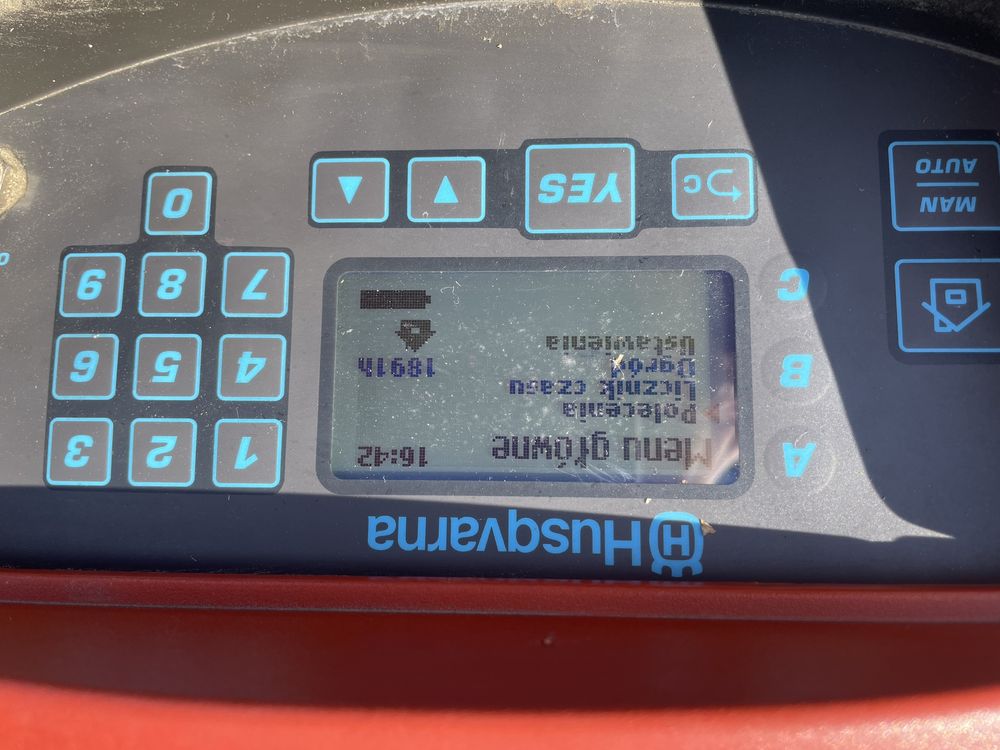 Husqvarna
Menu główne 16:42
Polecenia
Licznik czasu
Ogród 1891h
Ustawienia
A
B
C
1 2 3
4 5 6
7 8 9
0
C YES
MAN
AUTO